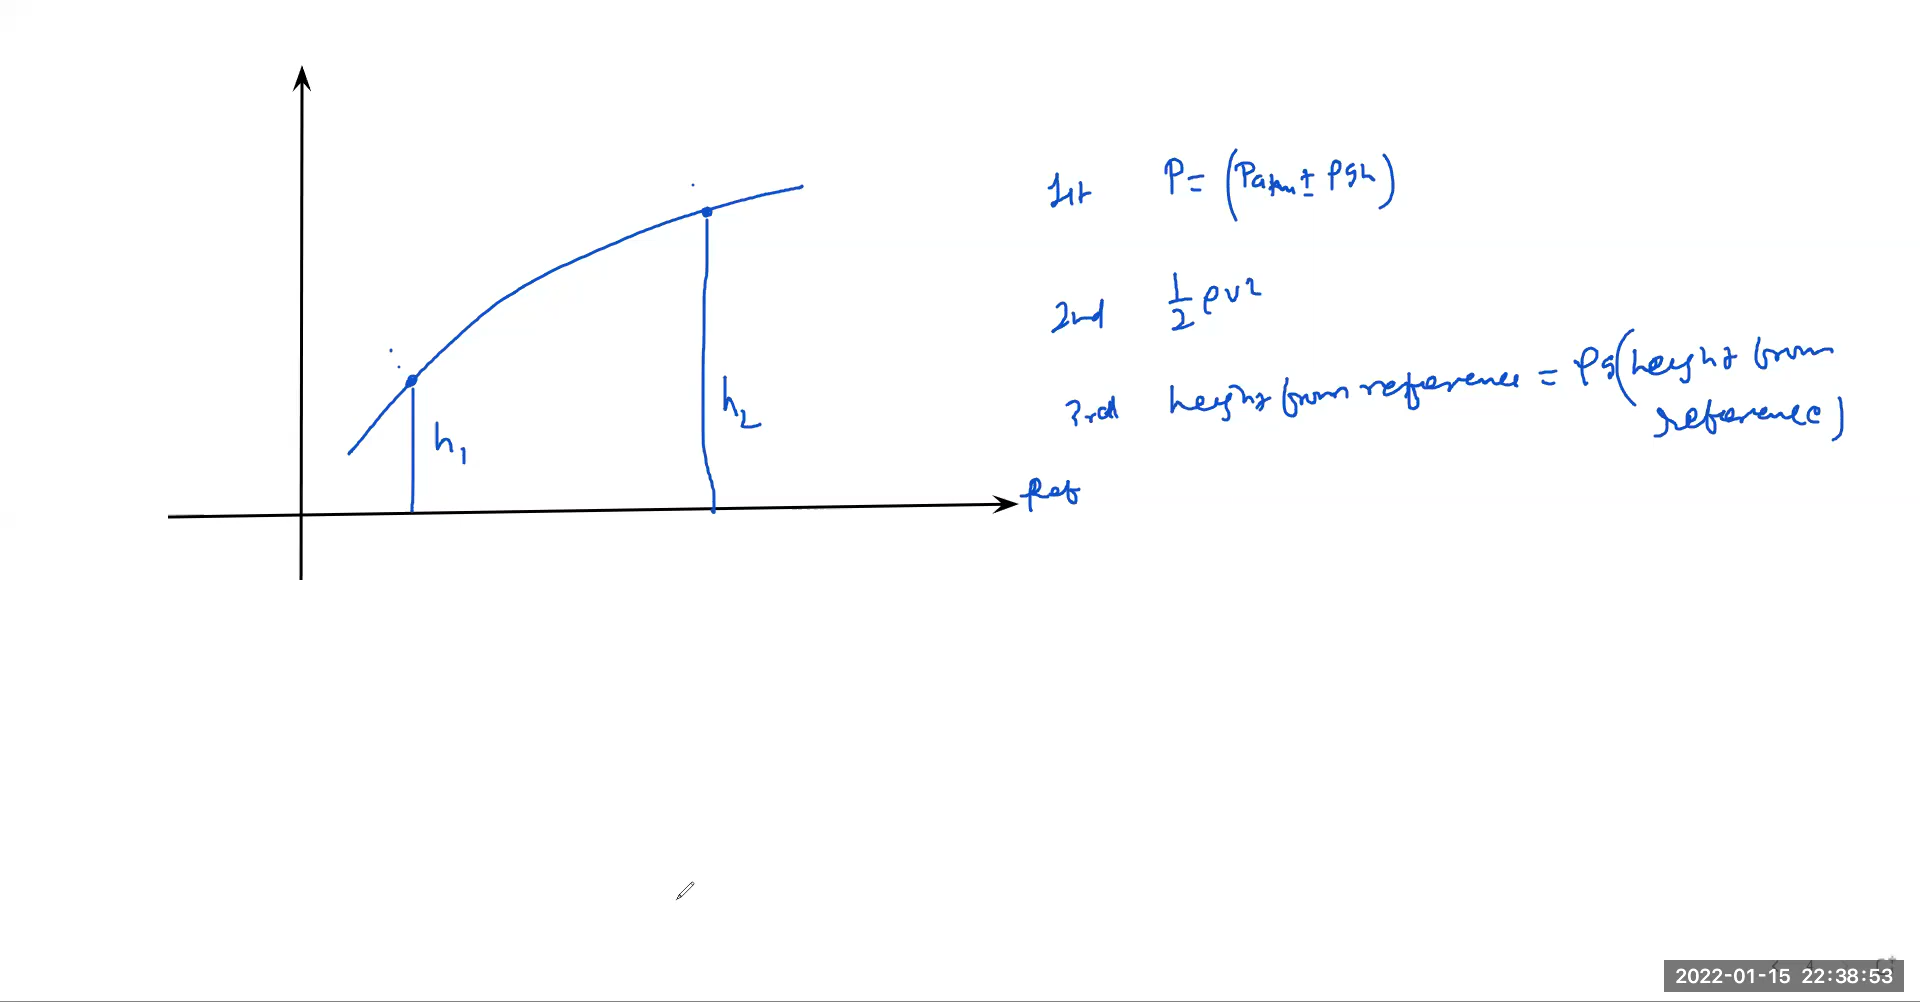 1st P = (Patm ± ρgh)
2nd 1/2 ρv²
3rd height from reference = ρg(height from
reference)
h₁
h₂
Ref
2022-01-15 22:38:53